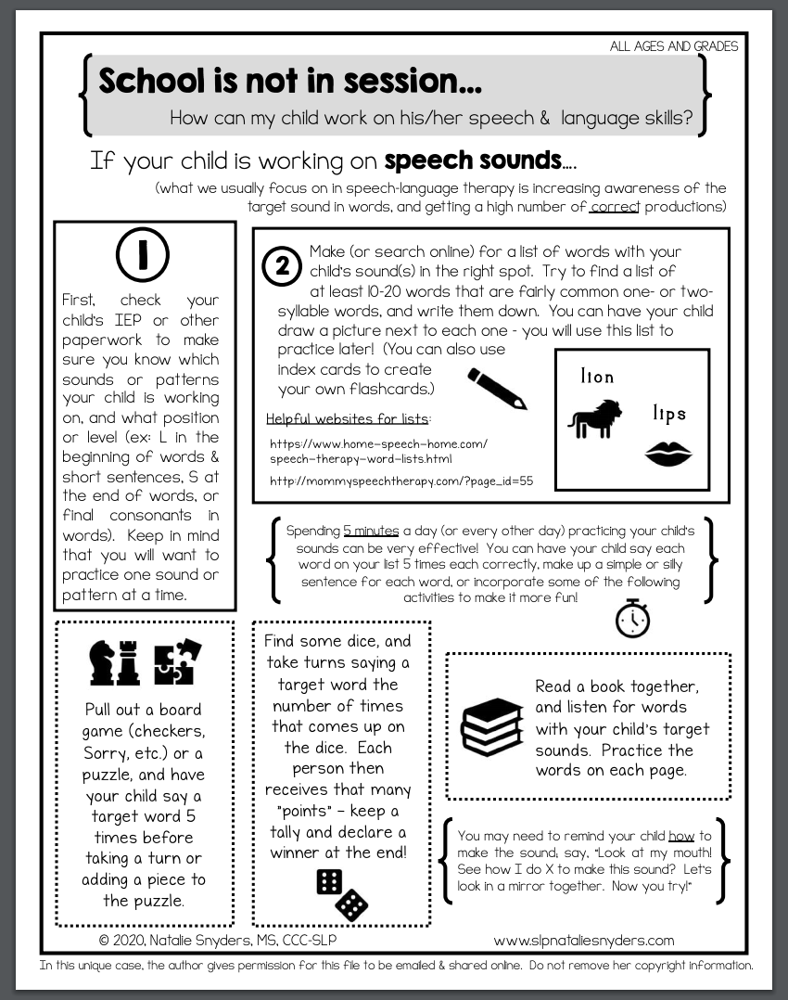 ALL AGES AND GRADES
School is not in session...
How can my child work on his/her speech & language skills?
If your child is working on speech sounds....
(what we usually focus on in speech-language therapy is increasing awareness of the
target sound in words, and getting a high number of correct productions)
1
First, check your
child's IEP or other
paperwork to make
sure you know which
sounds or patterns
your child is working
on, and what position
or level (ex: L in the
beginning of words &
short sentences, S at
the end of words, or
final consonants in
words). Keep in mind
that you will want to
practice one sound or
pattern at a time.
2
Make (or search online) for a list of words with your
child's sound(s) in the right spot. Try to find a list of
at least 10-20 words that are fairly common one- or two-
syllable words, and write them down. You can have your child
draw a picture next to each one - you will use this list to
practice later! (You can also use
index cards to create
your own flashcards.)
Helpful websites for lists:
https://www.home-speech-home.com/
speech-therapy-word-lists.html
http://mommyspeechtherapy.com/?page_id=55
lion
lips
Spending 5 minutes a day (or every other day) practicing your child's
sounds can be very effective! You can have your child say each
word on your list 5 times each correctly, make up a simple or silly
sentence for each word, or incorporate some of the following
activities to make it more fun!
Pull out a board
game (checkers,
Sorry, etc.) or a
puzzle, and have
your child say a
target word 5
times before
taking a turn or
adding a piece to
the puzzle.
Find some dice, and
take turns saying a
target word the
number of times
that comes up on
the dice. Each
person then
receives that many
"points" – keep a
tally and declare a
winner at the end!
Read a book together,
and listen for words
with your child's target
sounds. Practice the
words on each page.
You may need to remind your child how to
make the sound; say, "Look at my mouth!
See how I do X to make this sound? Let's
look in a mirror together. Now you try!"
© 2020, Natalie Snyders, MS, CCC-SLP
www.slpnataliesnyders.com
In this unique case, the author gives permission for this file to be emailed & shared online. Do not remove her copyright information.